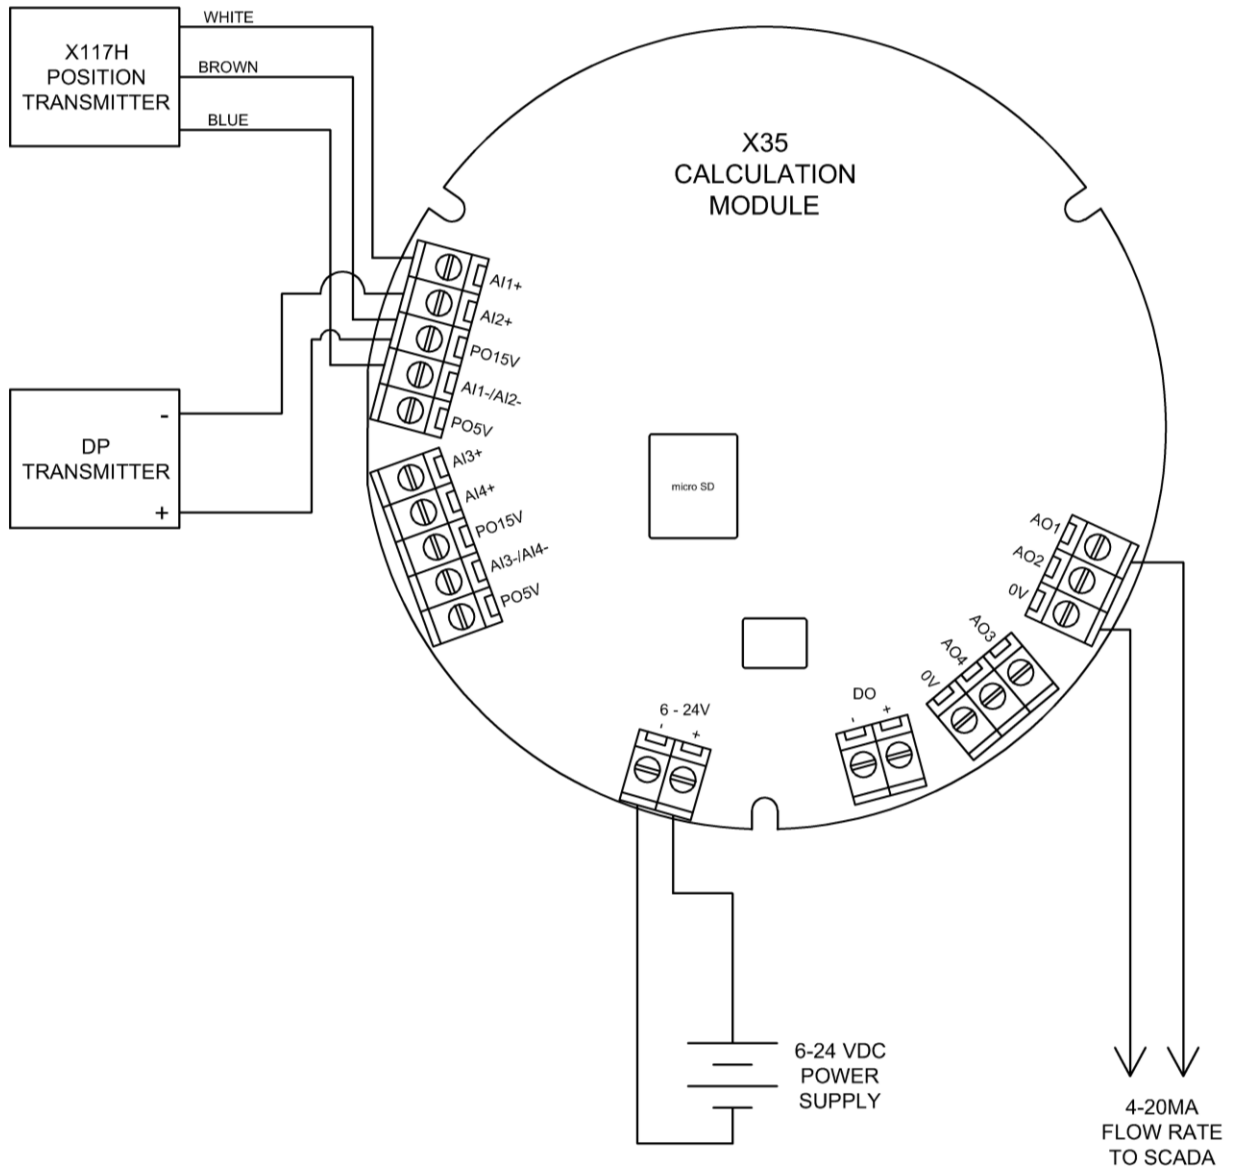 X117H
POSITION
TRANSMITTER
WHITE
BROWN
BLUE
X35
CALCULATION
MODULE
AI1+
AI2+
PO15V
AI1-/AI2-
PO5V
DP
TRANSMITTER
-
+
AI3+
AI4+
PO15V
AI3-/AI4-
PO5V
micro SD
AO1
AO2
0V
AO3
AO4
0V
DO
- +
6 - 24V
- +
6-24 VDC
POWER
SUPPLY
4-20MA
FLOW RATE
TO SCADA